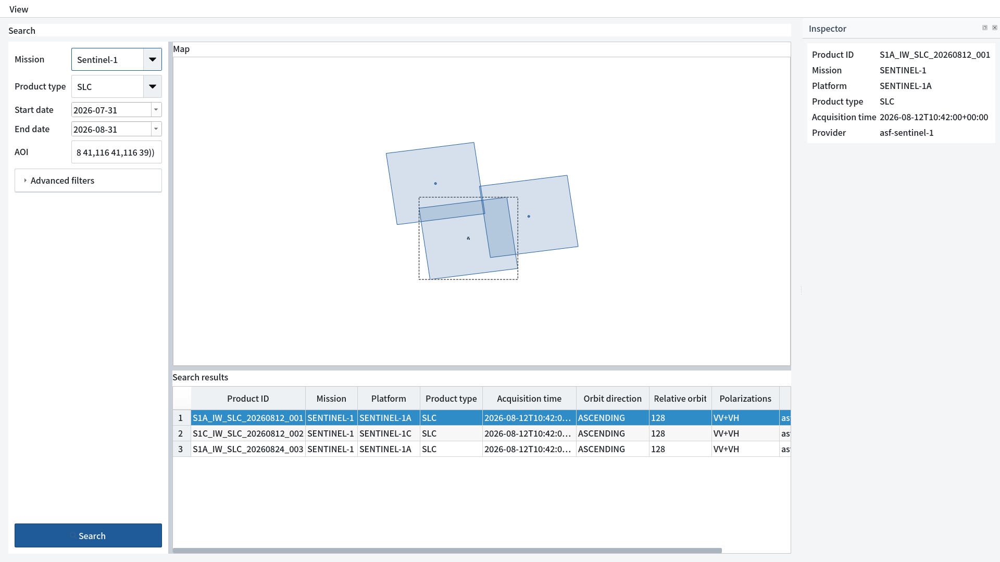 View
Search
Mission
Sentinel-1
Product type
SLC
Start date
2026-07-31
End date
2026-08-31
AOI
8 41,116 41,116 39))
Advanced filters
Search
Map
Search results
Product ID Mission Platform Product type Acquisition time Orbit direction Relative orbit Polarizations
1 S1A_IW_SLC_20260812_001 SENTINEL-1 SENTINEL-1A SLC 2026-08-12T10:42:0… ASCENDING 128 VV+VH as
2 S1C_IW_SLC_20260812_002 SENTINEL-1 SENTINEL-1C SLC 2026-08-12T10:42:0… ASCENDING 128 VV+VH as
3 S1A_IW_SLC_20260824_003 SENTINEL-1 SENTINEL-1A SLC 2026-08-12T10:42:0… ASCENDING 128 VV+VH as
Inspector
Product ID S1A_IW_SLC_20260812_001
Mission SENTINEL-1
Platform SENTINEL-1A
Product type SLC
Acquisition time 2026-08-12T10:42:00+00:00
Provider asf-sentinel-1